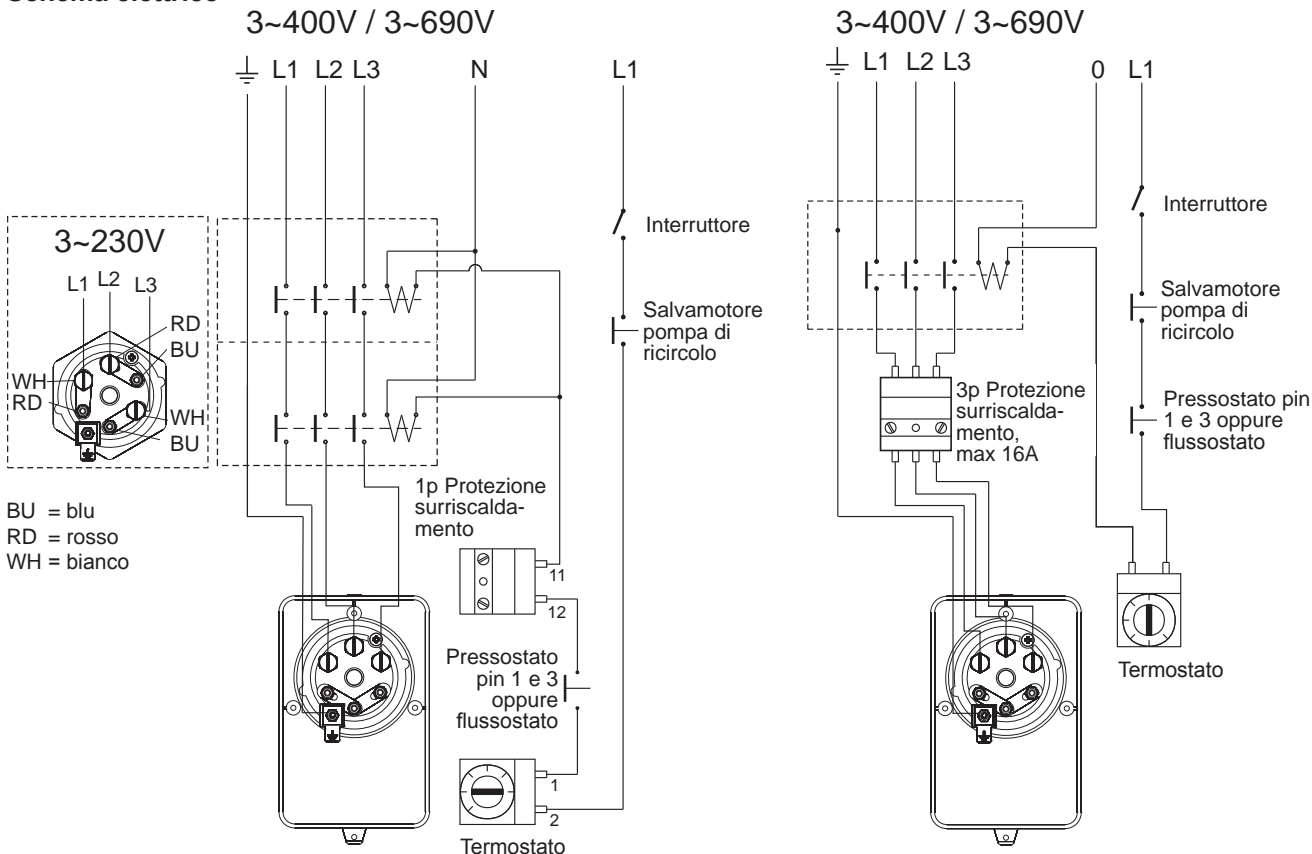 Schema elettrico
3~400V / 3~690V
L1 L2 L3 N L1
3~230V
L1 L2 L3
RD
BU
WH
RD
WH
BU
BU = blu
RD = rosso
WH = bianco
Interruttore
Salvamotore
pompa di
ricircolo
1p Protezione
surriscalda-
mento
11
12
Pressostato
pin 1 e 3
oppure
flussostato
1
2
Termostato
3~400V / 3~690V
L1 L2 L3 0 L1
Interruttore
Salvamotore
pompa di
ricircolo
3p Protezione
surriscalda-
mento,
max 16A
Pressostato pin
1 e 3 oppure
flussostato
Termostato